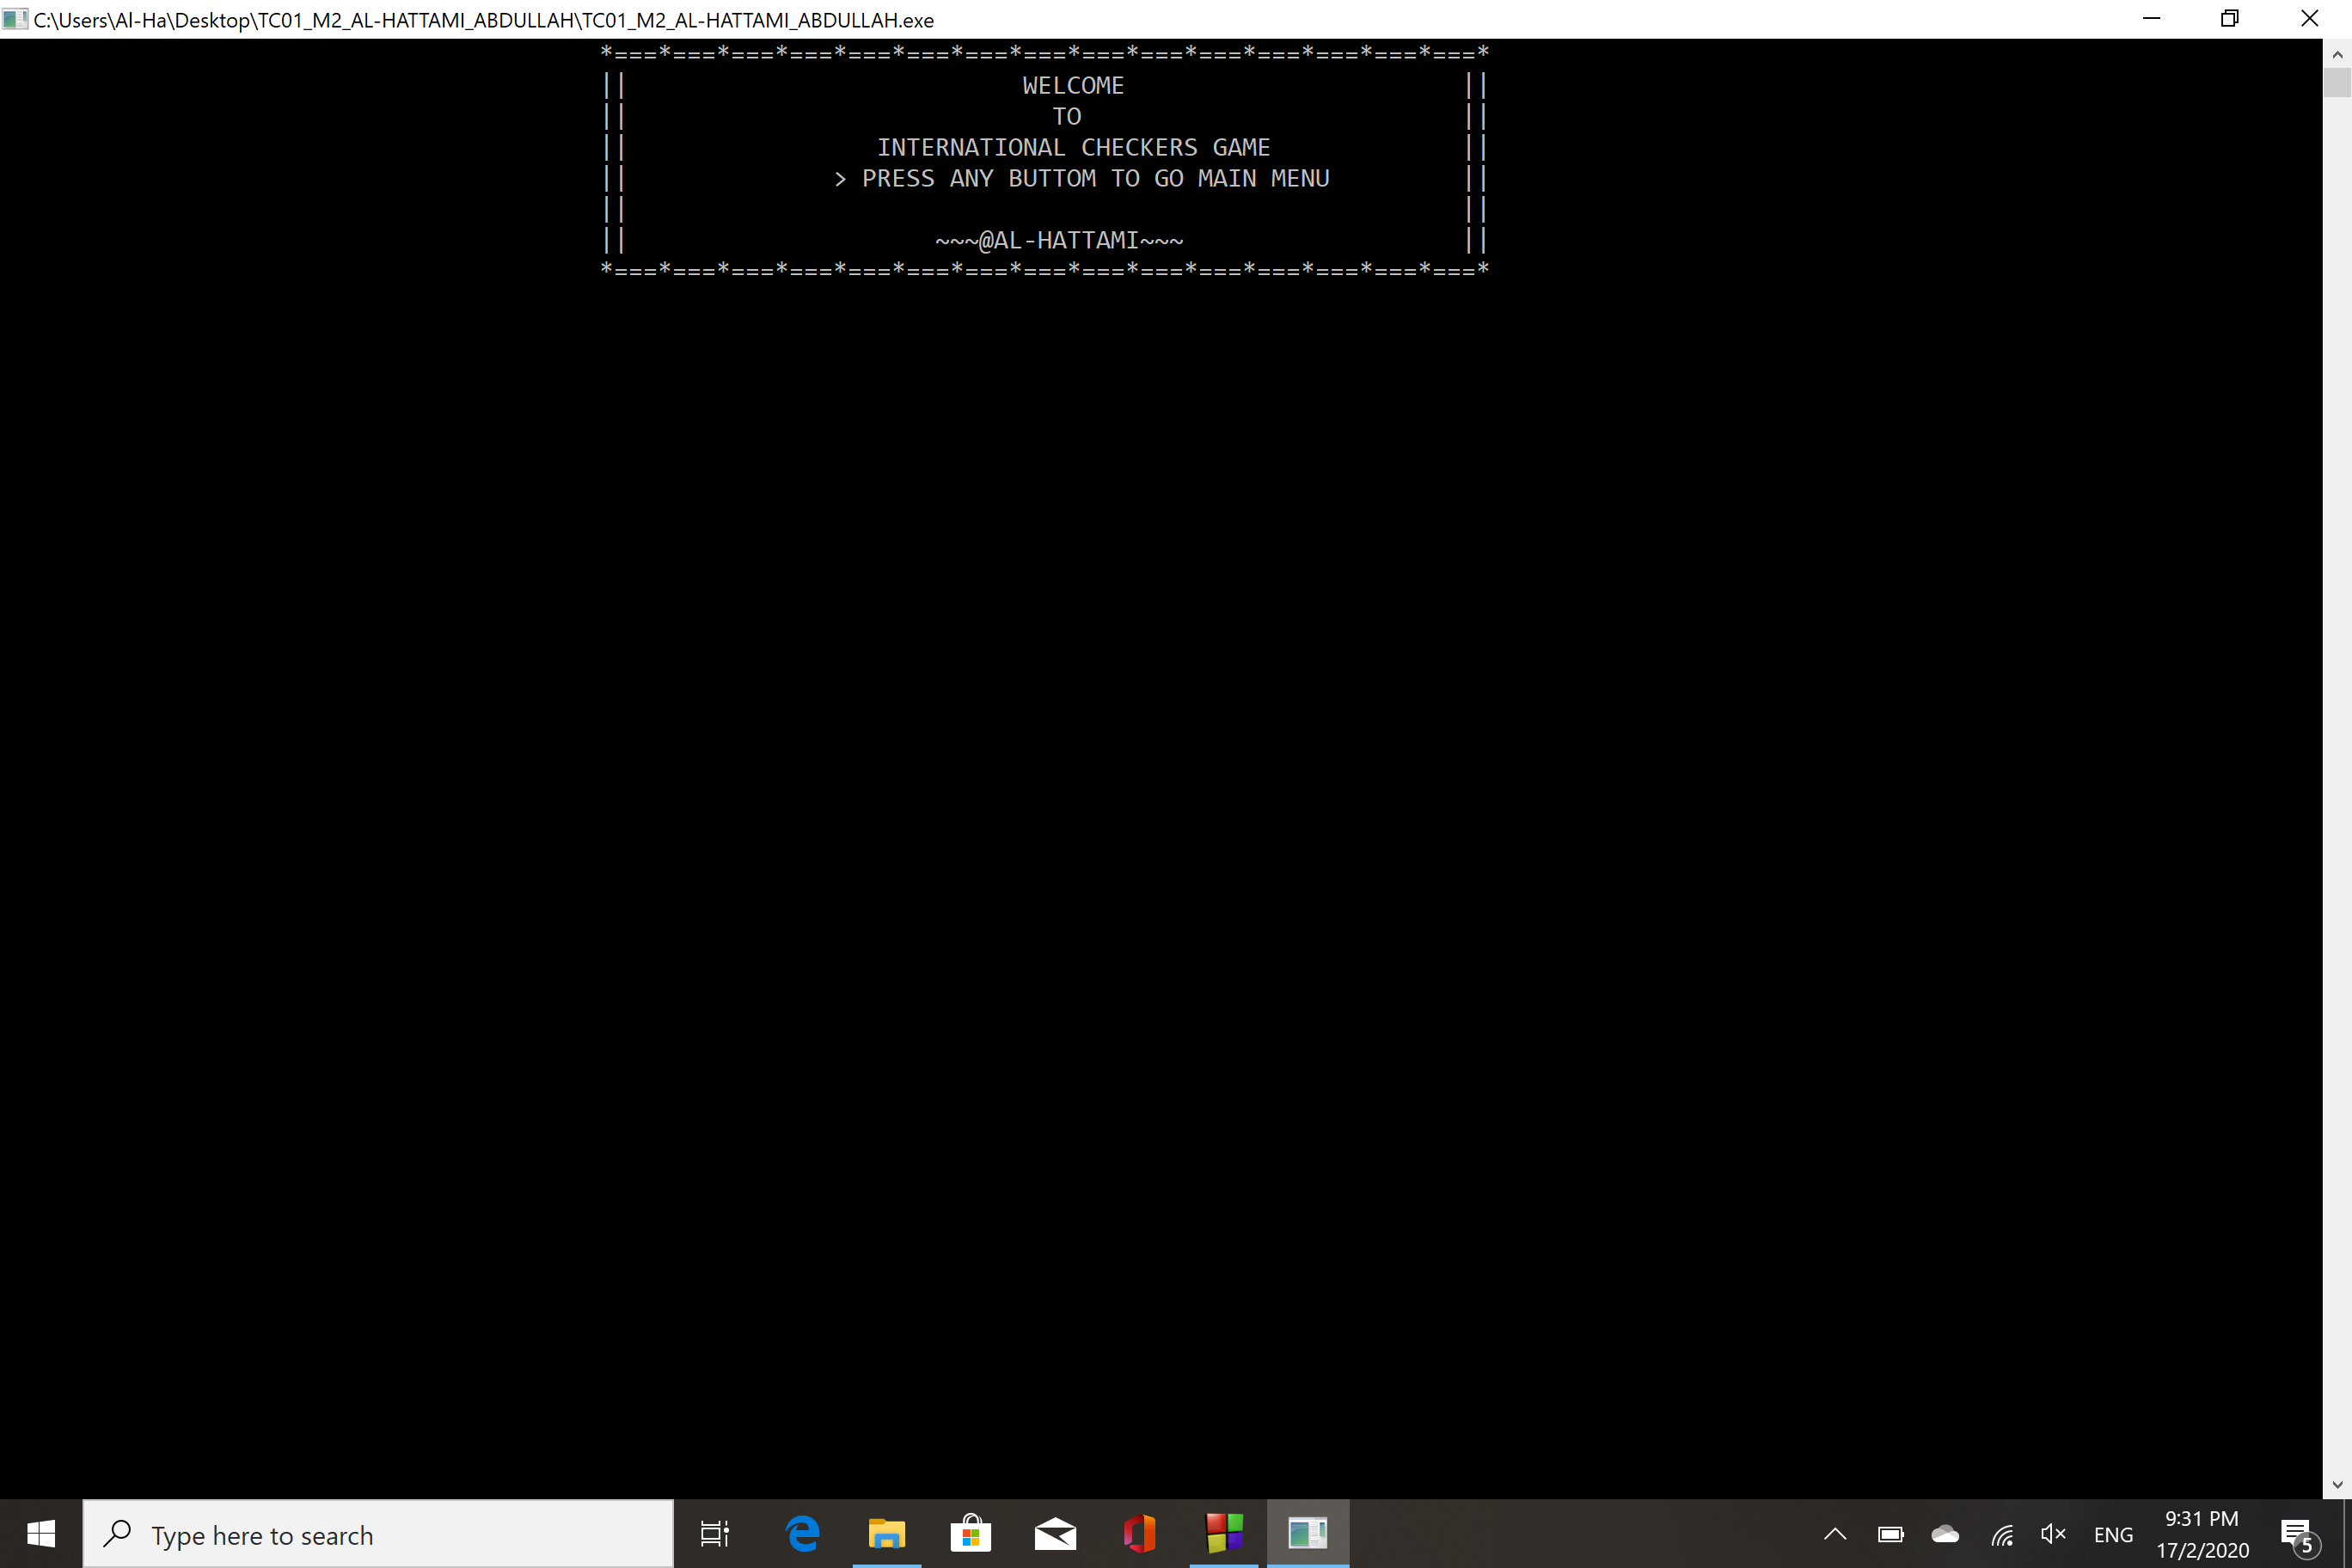 C:\Users\Al-Ha\Desktop\TC01_M2_AL-HATTAMI_ABDULLAH\TC01_M2_AL-HATTAMI_ABDULLAH.exe
*===*===*===*===*===*===*===*===*===*===*===*===*===*===*===*
|| WELCOME ||
|| TO ||
|| INTERNATIONAL CHECKERS GAME ||
|| > PRESS ANY BUTTOM TO GO MAIN MENU ||
|| ||
|| ~~~@AL-HATTAMI~~~ ||
*===*===*===*===*===*===*===*===*===*===*===*===*===*===*===*
Type here to search
ENG
9:31 PM
17/2/2020
5